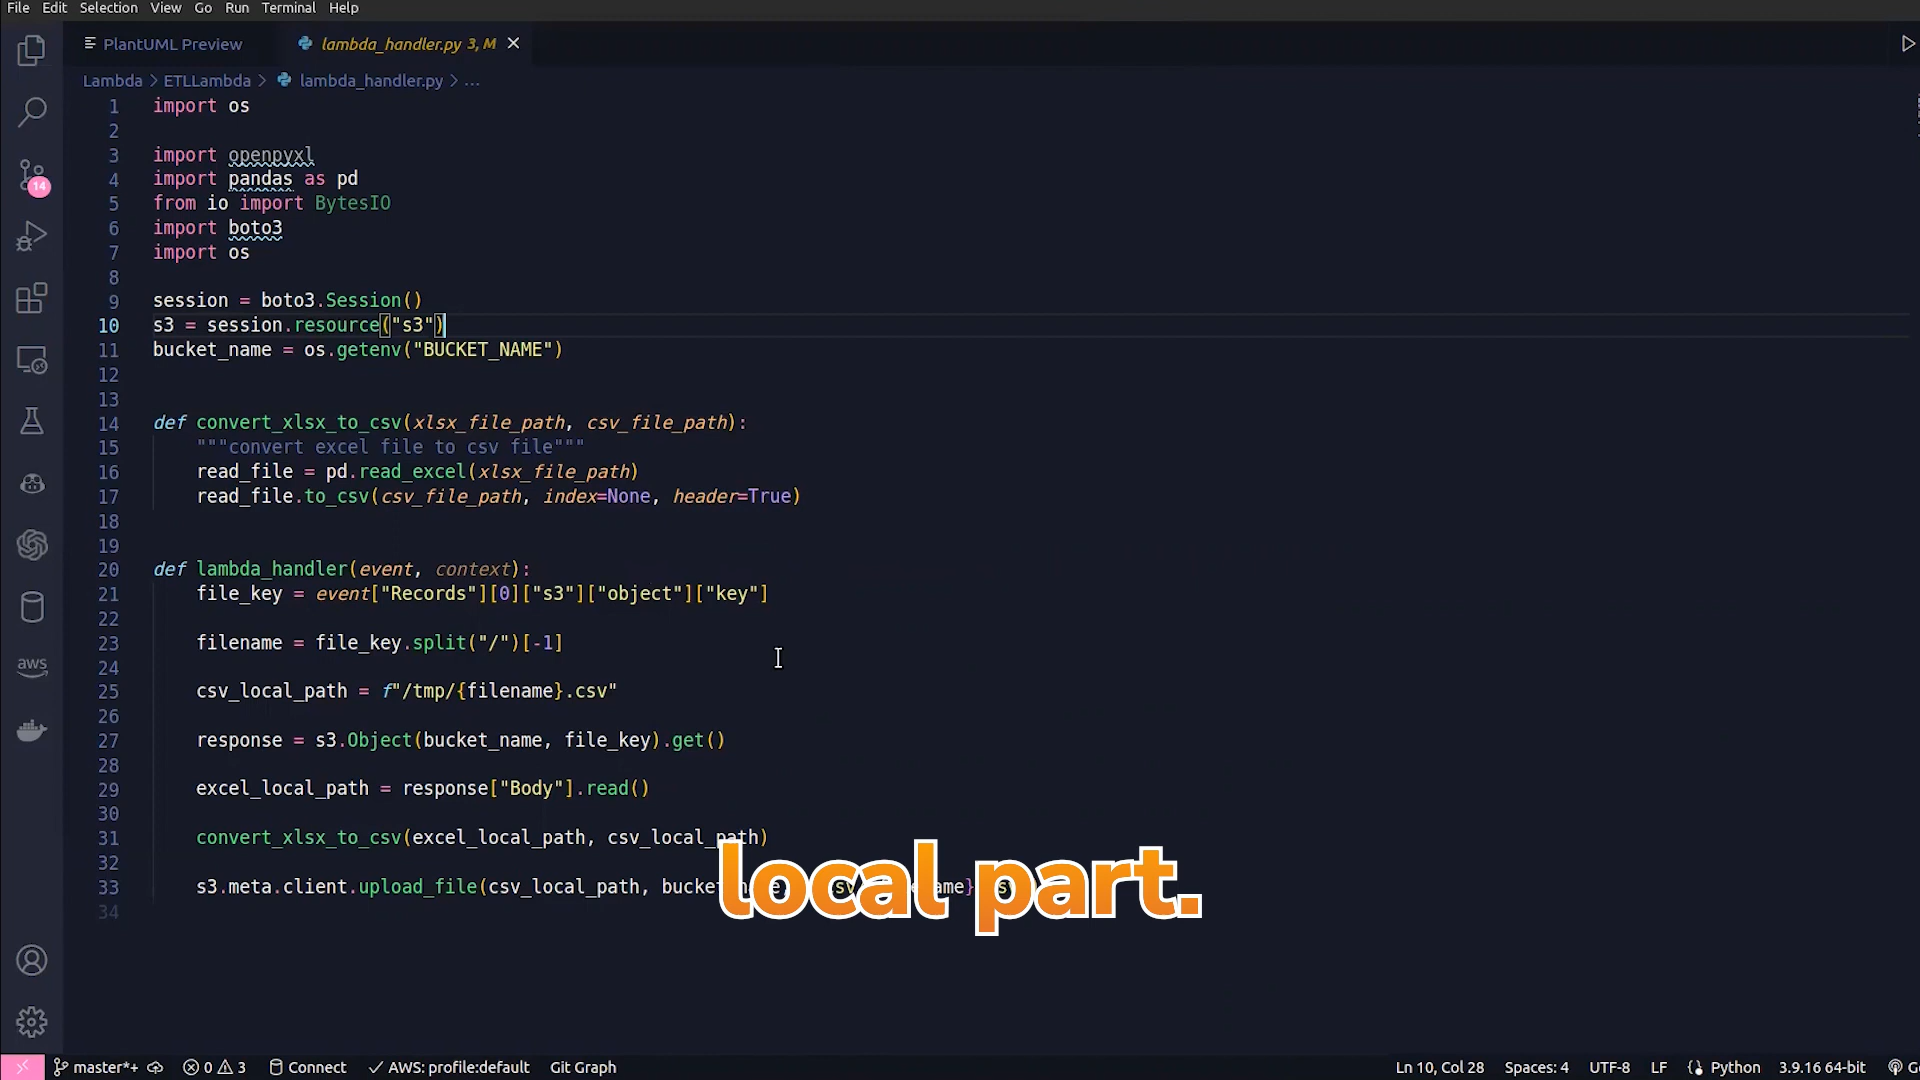 File Edit Selection View Go Run Terminal Help
PlantUML Preview lambda_handler.py 3, M
Lambda > ETLLambda > lambda_handler.py > ...
1 import os
2
3 import openpyxl
4 import pandas as pd
5 from io import BytesIO
6 import boto3
7 import os
8
9 session = boto3.Session()
10 s3 = session.resource("s3")
11 bucket_name = os.getenv("BUCKET_NAME")
12
13
14 def convert_xlsx_to_csv(xlsx_file_path, csv_file_path):
15 """convert excel file to csv file"""
16 read_file = pd.read_excel(xlsx_file_path)
17 read_file.to_csv(csv_file_path, index=None, header=True)
18
19
20 def lambda_handler(event, context):
21 file_key = event["Records"][0]["s3"]["object"]["key"]
22
23 filename = file_key.split("/")[-1]
24
25 csv_local_path = f"/tmp/{filename}.csv"
26
27 response = s3.Object(bucket_name, file_key).get()
28
29 excel_local_path = response["Body"].read()
30
31 convert_xlsx_to_csv(excel_local_path, csv_local_path)
32
33 s3.meta.client.upload_file(csv_local_path,
34
local part.
14
aws
master*+ 0 3 Connect AWS: profile:default Git Graph Ln 10, Col 28 Spaces: 4 UTF-8 LF Python 3.9.16 64-bit